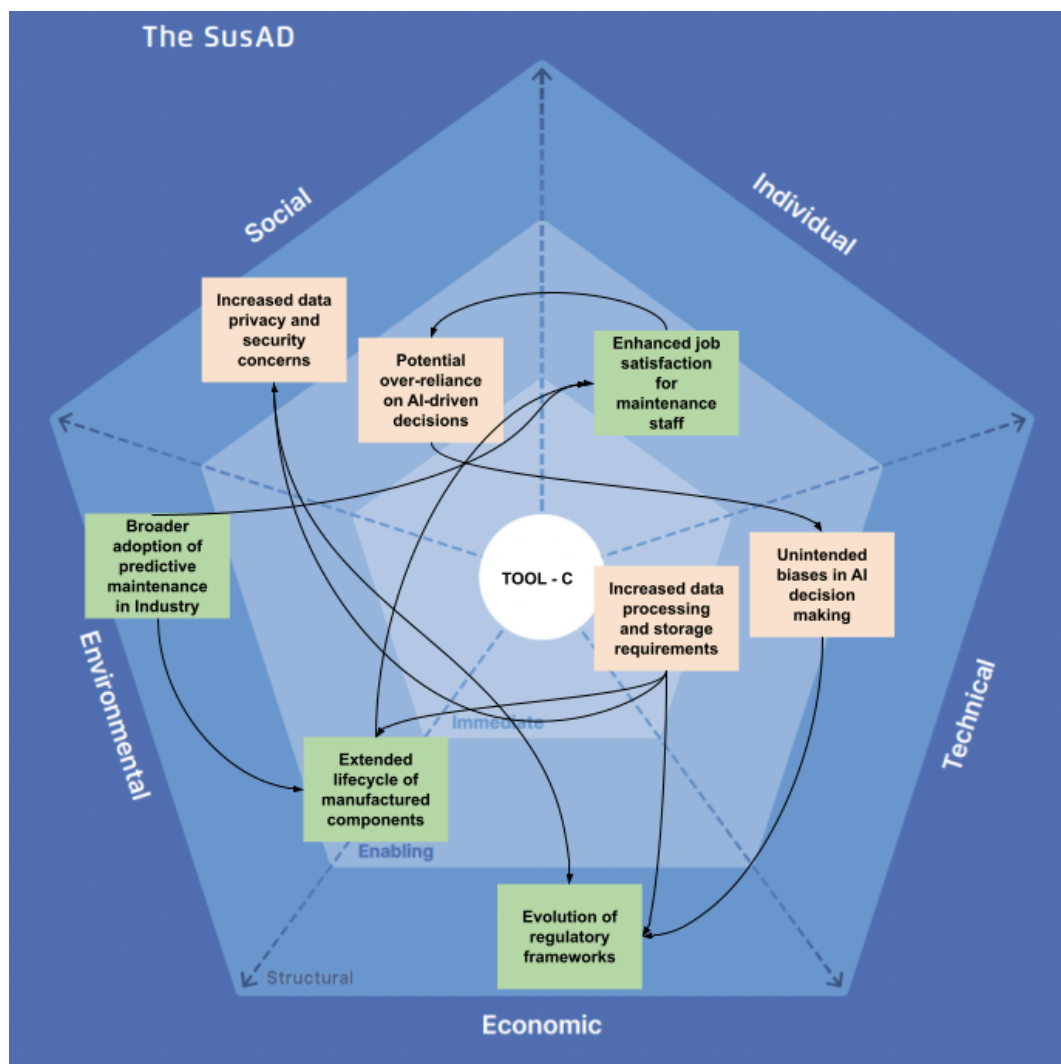 The SusAD
Social
Individual
Increased data
privacy and
security
concerns
Potential
over-reliance
on AI-driven
decisions
Enhanced job
satisfaction
for
maintenance
staff
Broader
adoption of
predictive
maintenance
in Industry
TOOL - C
Increased data
processing
and storage
requirements
Unintended
biases in AI
decision
making
Environmental
Technical
Immediate
Extended
lifecycle of
manufactured
components
Enabling
Evolution of
regulatory
frameworks
Structural
Economic